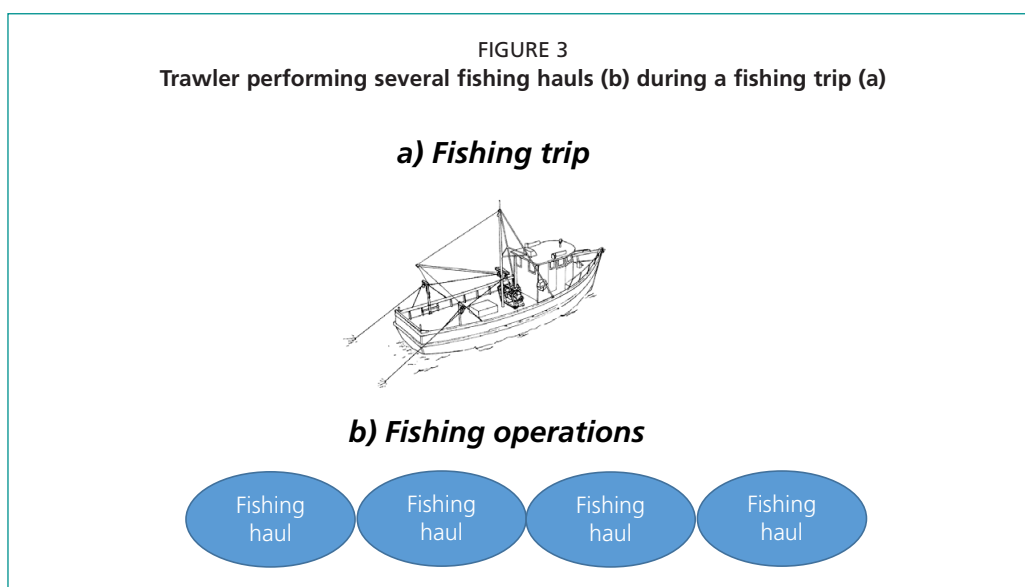 FIGURE 3
Trawler performing several fishing hauls (b) during a fishing trip (a)
a) Fishing trip
b) Fishing operations
Fishing
haul
Fishing
haul
Fishing
haul
Fishing
haul